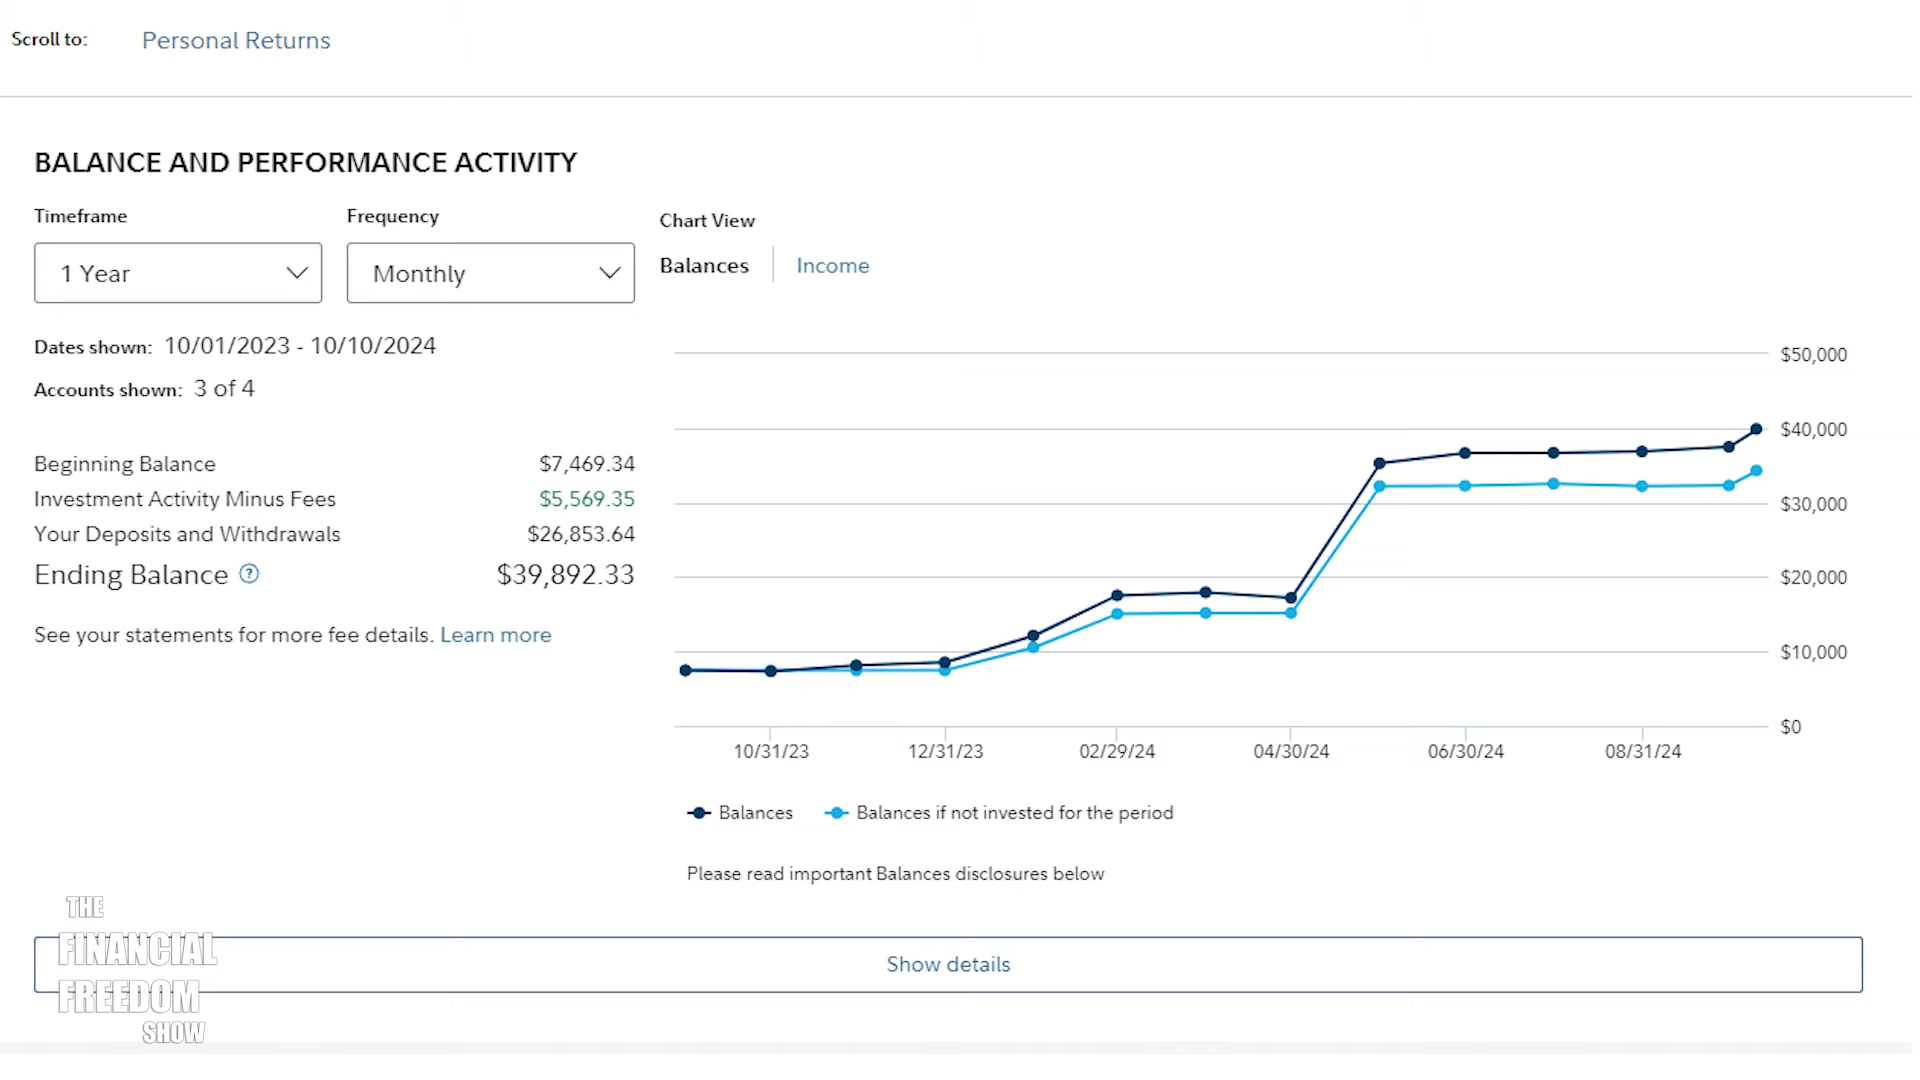 Scroll to: Personal Returns
BALANCE AND PERFORMANCE ACTIVITY
Timeframe Frequency Chart View
1 Year Monthly Balances Income
Dates shown: 10/01/2023 - 10/10/2024
Accounts shown: 3 of 4
Beginning Balance $7,469.34
Investment Activity Minus Fees $5,569.35
Your Deposits and Withdrawals $26,853.64
Ending Balance ? $39,892.33
See your statements for more fee details. Learn more
$50,000
$40,000
$30,000
$20,000
$10,000
$0
10/31/23 12/31/23 02/29/24 04/30/24 06/30/24 08/31/24
Balances Balances if not invested for the period
Please read important Balances disclosures below
Show details
THE
FINANCIAL
FREEDOM
SHOW